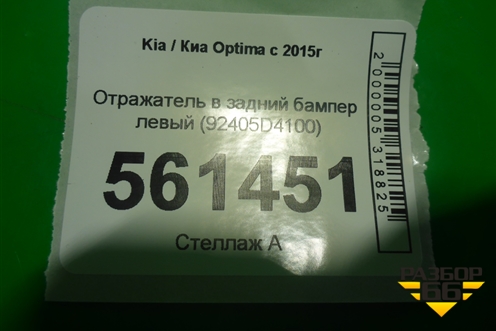 Kia / Киа Optima с 2015г
Отражатель в задний бампер
левый (92405D4100)
561451
Стеллаж А
2000005318825
РАЗБОР
66